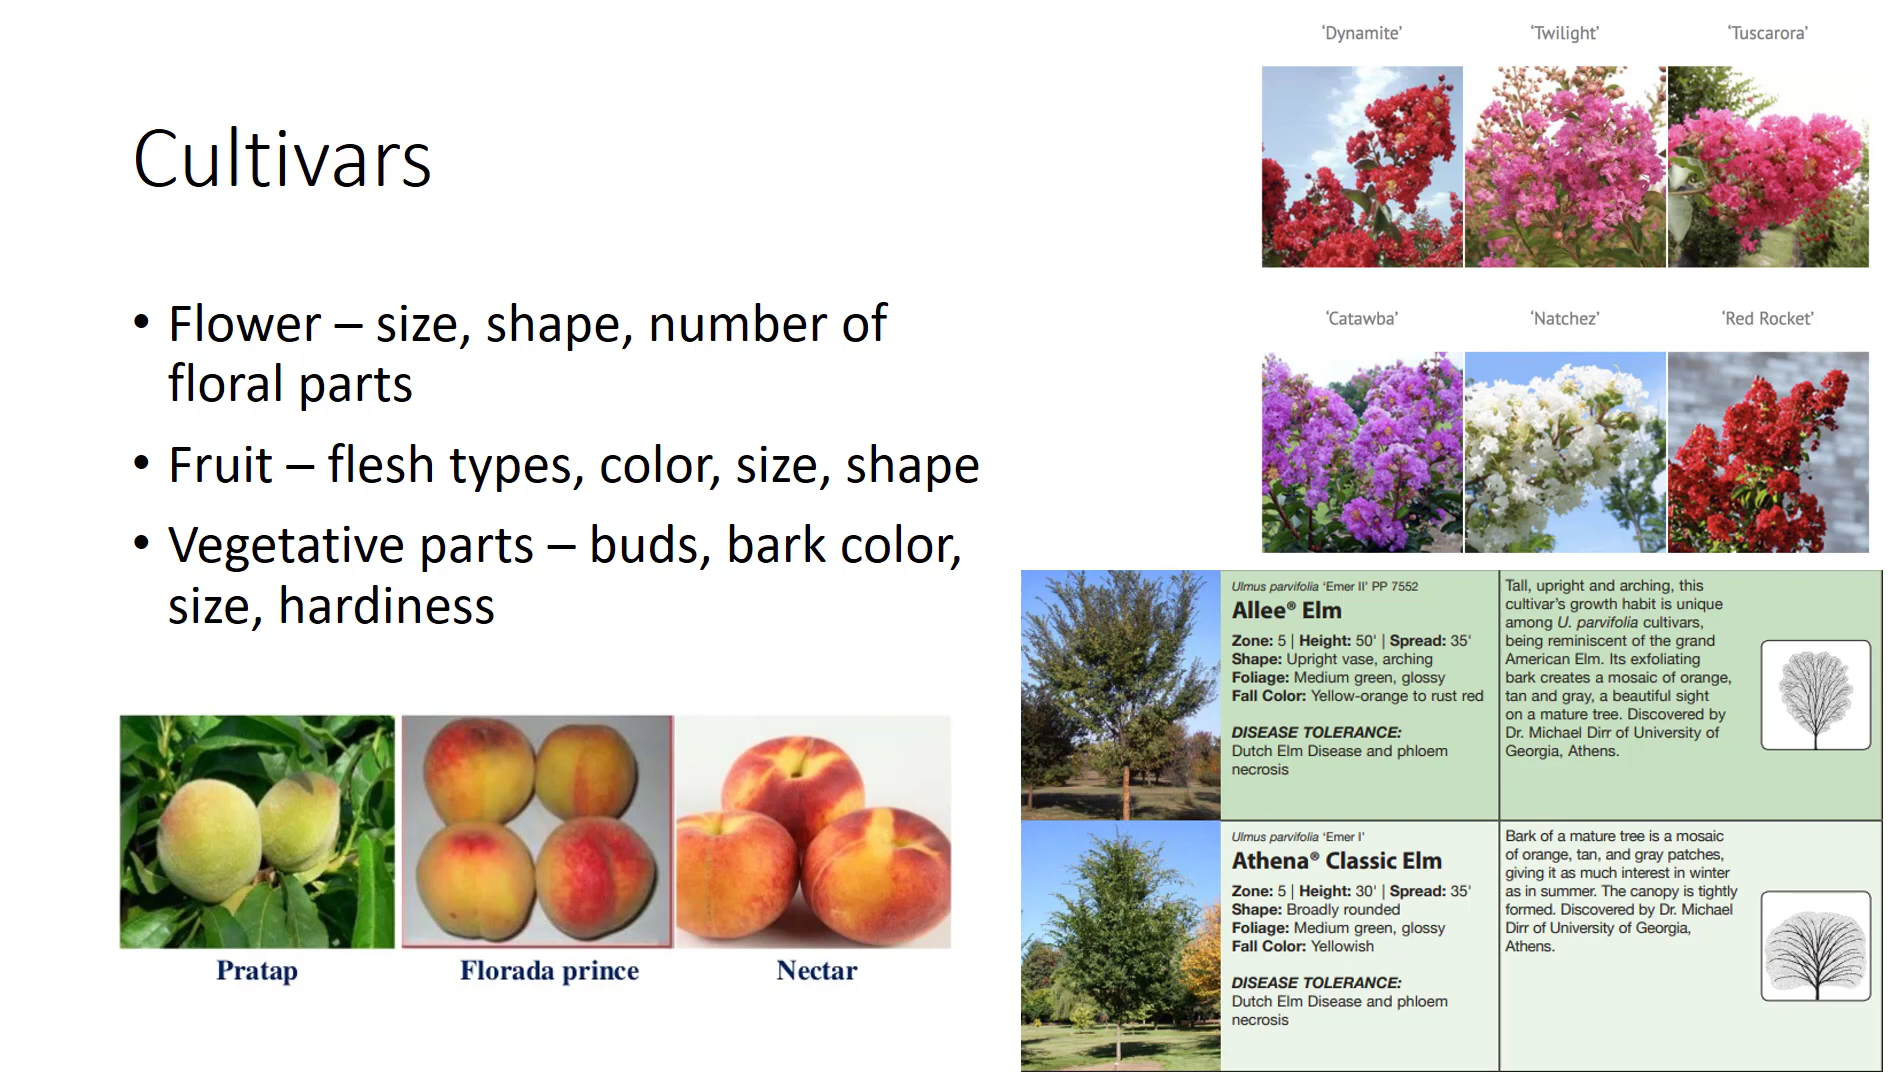 Cultivars
• Flower – size, shape, number of
floral parts
• Fruit – flesh types, color, size, shape
• Vegetative parts – buds, bark color,
size, hardiness
Pratap
Florada prince
Nectar
‘Dynamite’
‘Twilight’
‘Tuscarora’
‘Catawba’
‘Natchez’
‘Red Rocket’
Ulmus parvifolia ‘Emer II’ PP 7552
Allee® Elm
Zone: 5 | Height: 50' | Spread: 35'
Shape: Upright vase, arching
Foliage: Medium green, glossy
Fall Color: Yellow-orange to rust red
DISEASE TOLERANCE:
Dutch Elm Disease and phloem
necrosis
Tall, upright and arching, this
cultivar’s growth habit is unique
among U. parvifolia cultivars,
being reminiscent of the grand
American Elm. Its exfoliating
bark creates a mosaic of orange,
tan and gray, a beautiful sight
on a mature tree. Discovered by
Dr. Michael Dirr of University of
Georgia, Athens.
Ulmus parvifolia ‘Emer I’
Athena® Classic Elm
Zone: 5 | Height: 30' | Spread: 35'
Shape: Broadly rounded
Foliage: Medium green, glossy
Fall Color: Yellowish
DISEASE TOLERANCE:
Dutch Elm Disease and phloem
necrosis
Bark of a mature tree is a mosaic
of orange, tan, and gray patches,
giving it as much interest in winter
as in summer. The canopy is tightly
formed. Discovered by Dr. Michael
Dirr of University of Georgia,
Athens.